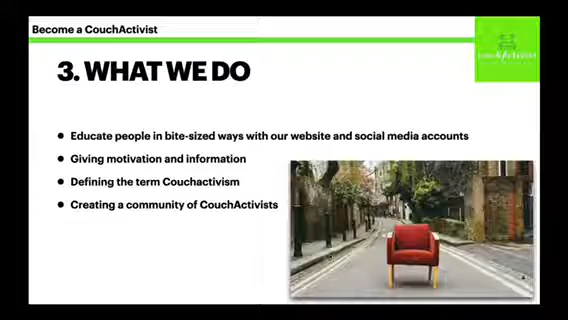 Become a CouchActivist
CouchActivist
3. WHAT WE DO
● Educate people in bite-sized ways with our website and social media accounts
● Giving motivation and information
● Defining the term Couchactivism
● Creating a community of CouchActivists